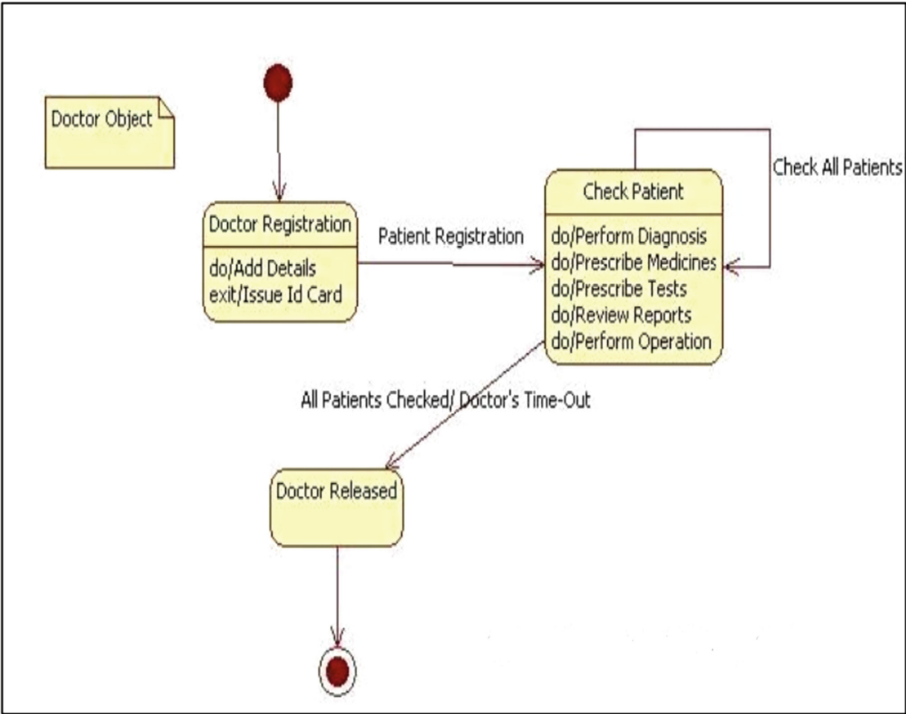 Doctor Object
Doctor Registration
do/Add Details
exit/Issue Id Card
Patient Registration
Check Patient
do/Perform Diagnosis
do/Prescribe Medicines
do/Prescribe Tests
do/Review Reports
do/Perform Operation
Check All Patients
All Patients Checked/ Doctor's Time-Out
Doctor Released